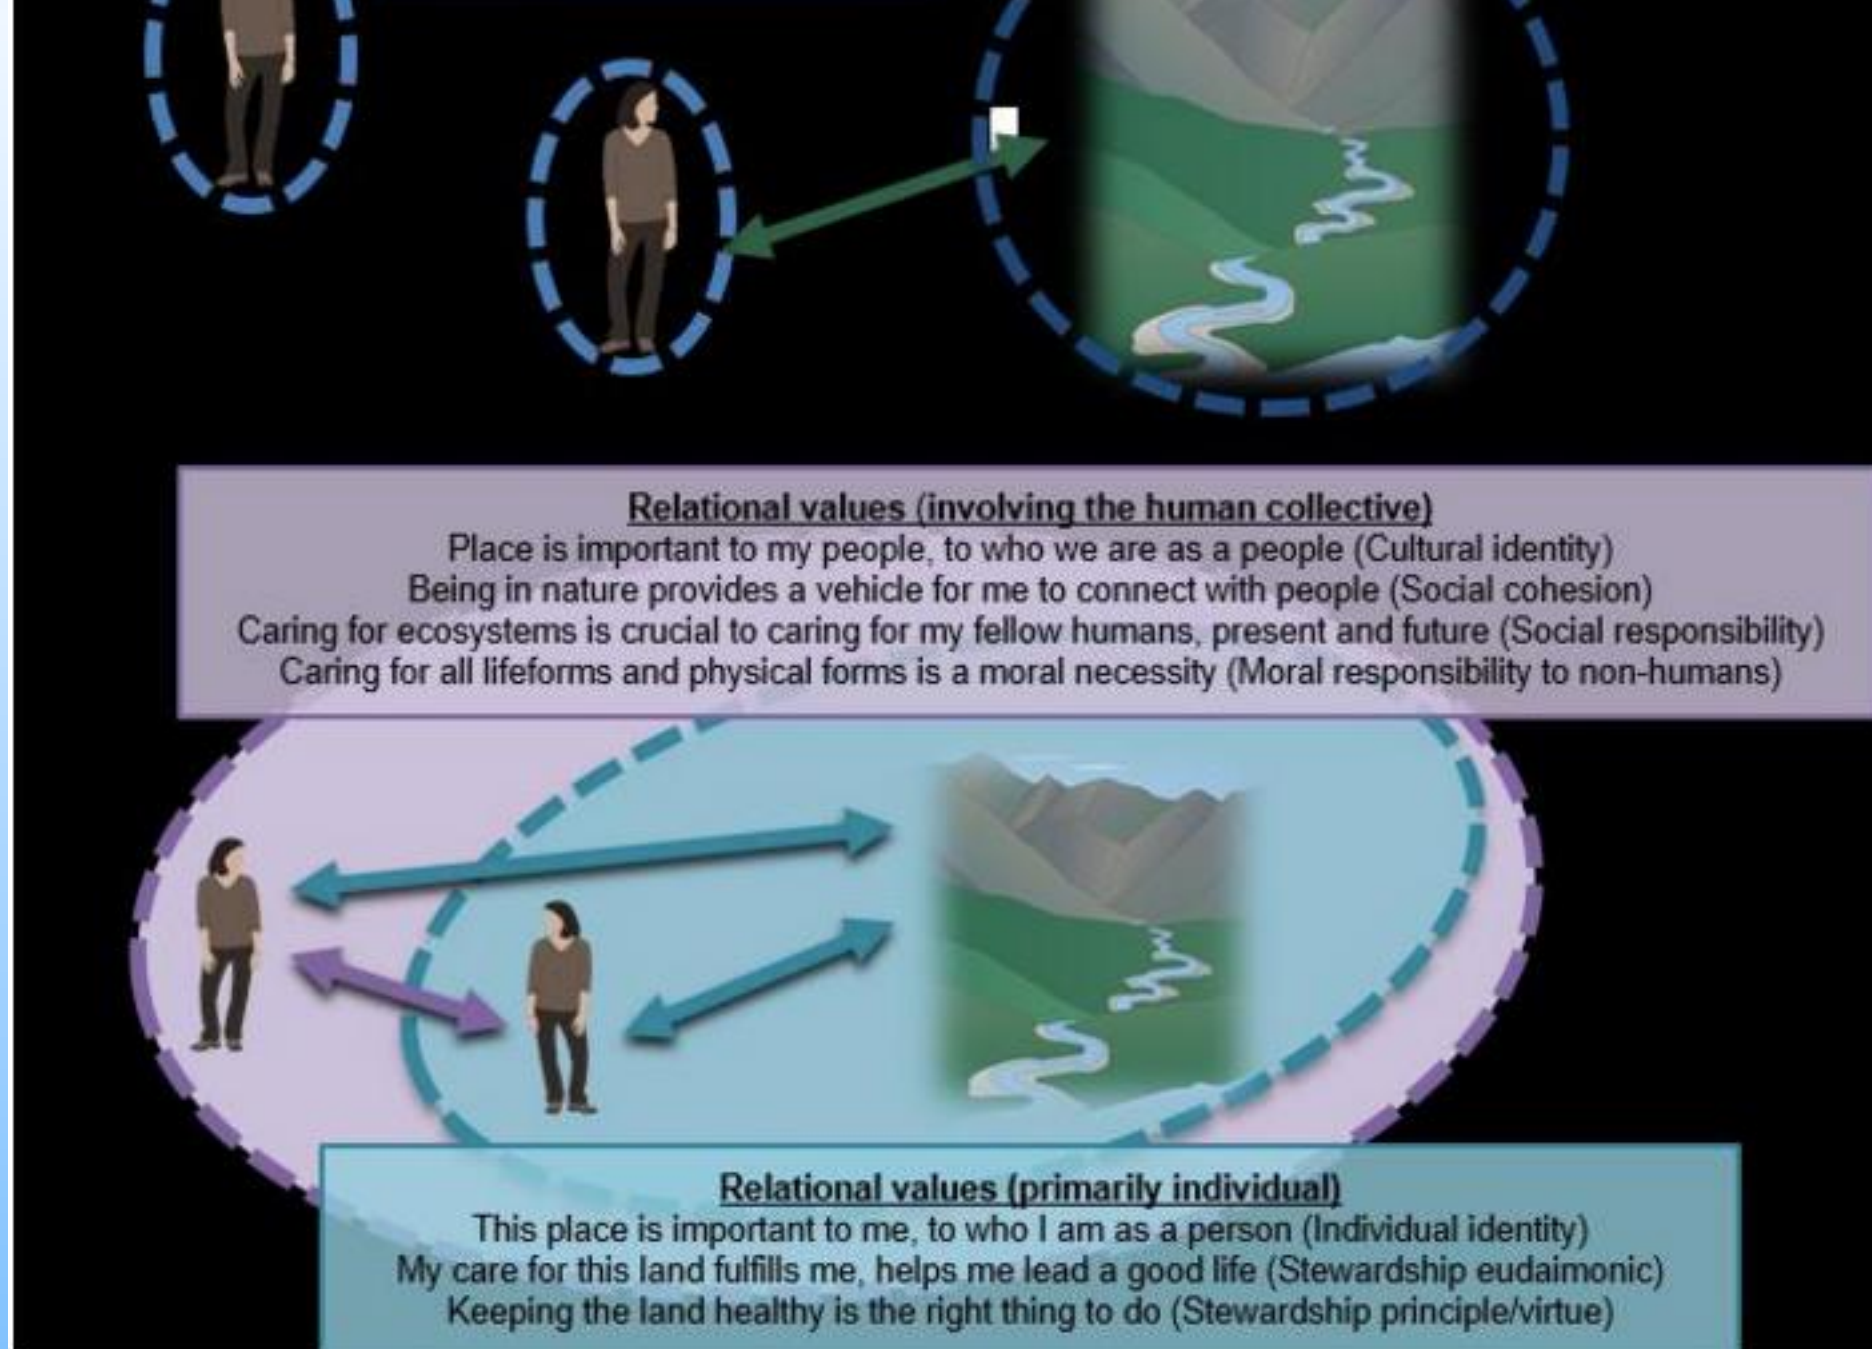 Relational values (involving the human collective)
Place is important to my people, to who we are as a people (Cultural identity)
Being in nature provides a vehicle for me to connect with people (Social cohesion)
Caring for ecosystems is crucial to caring for my fellow humans, present and future (Social responsibility)
Caring for all lifeforms and physical forms is a moral necessity (Moral responsibility to non-humans)
Relational values (primarily individual)
This place is important to me, to who I am as a person (Individual identity)
My care for this land fulfills me, helps me lead a good life (Stewardship eudaimonic)
Keeping the land healthy is the right thing to do (Stewardship principle/virtue)